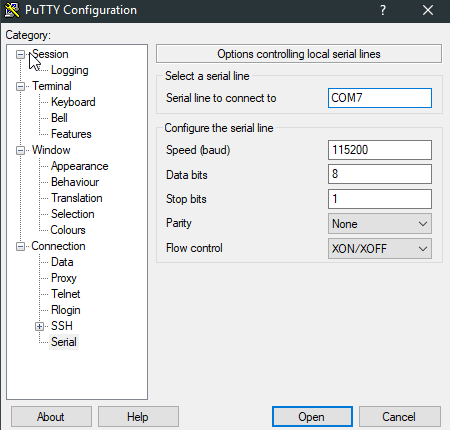 PuTTY Configuration
Category:
Session
Logging
Terminal
Keyboard
Bell
Features
Window
Appearance
Behaviour
Translation
Selection
Colours
Connection
Data
Proxy
Telnet
Rlogin
SSH
Serial
Options controlling local serial lines
Select a serial line
Serial line to connect to COM7
Configure the serial line
Speed (baud) 115200
Data bits 8
Stop bits 1
Parity None
Flow control XON/XOFF
About Help Open Cancel